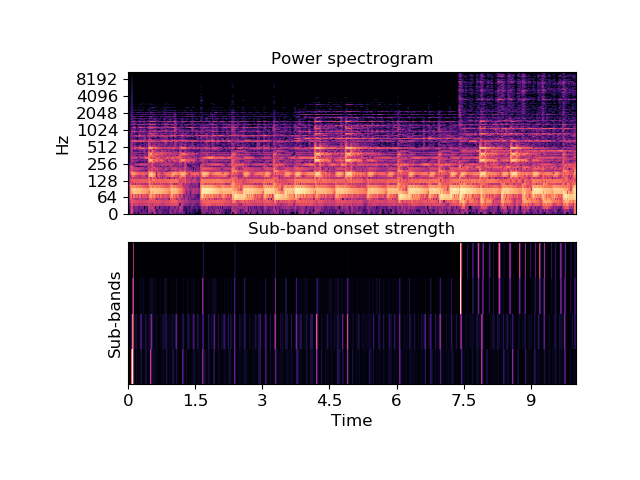 Power spectrogram
8192
4096
2048
1024
512
256
128
64
0
Hz
Sub-band onset strength
Sub-bands
0 1.5 3 4.5 6 7.5 9
Time